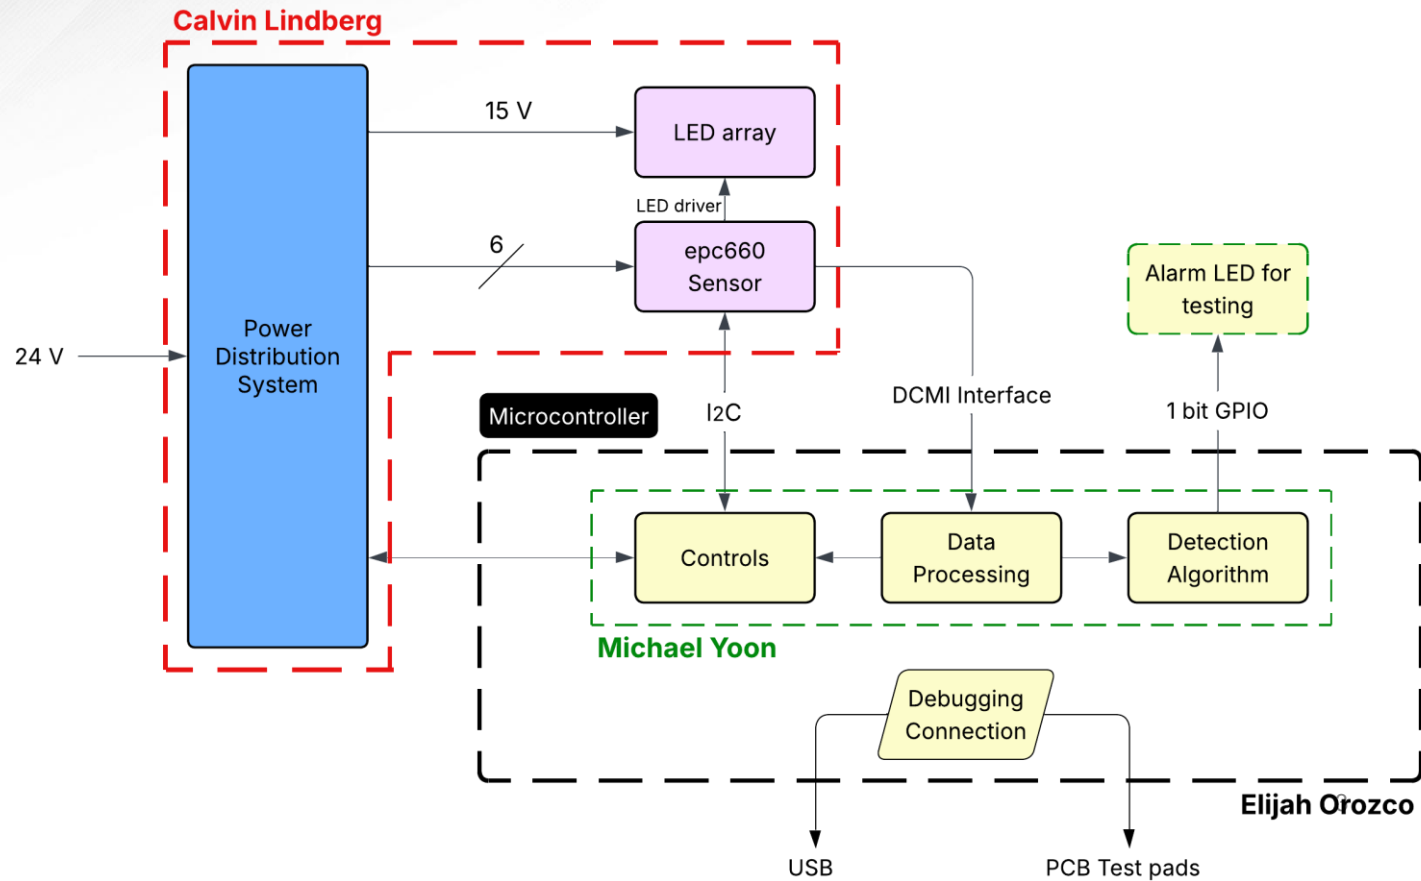 Calvin Lindberg
15 V
LED array
LED driver
6
epc660
Sensor
Alarm LED for
testing
24 V
Power
Distribution
System
Microcontroller
I2C
DCMI Interface
1 bit GPIO
Controls
Data
Processing
Detection
Algorithm
Michael Yoon
Debugging
Connection
Elijah Orozco
USB
PCB Test pads